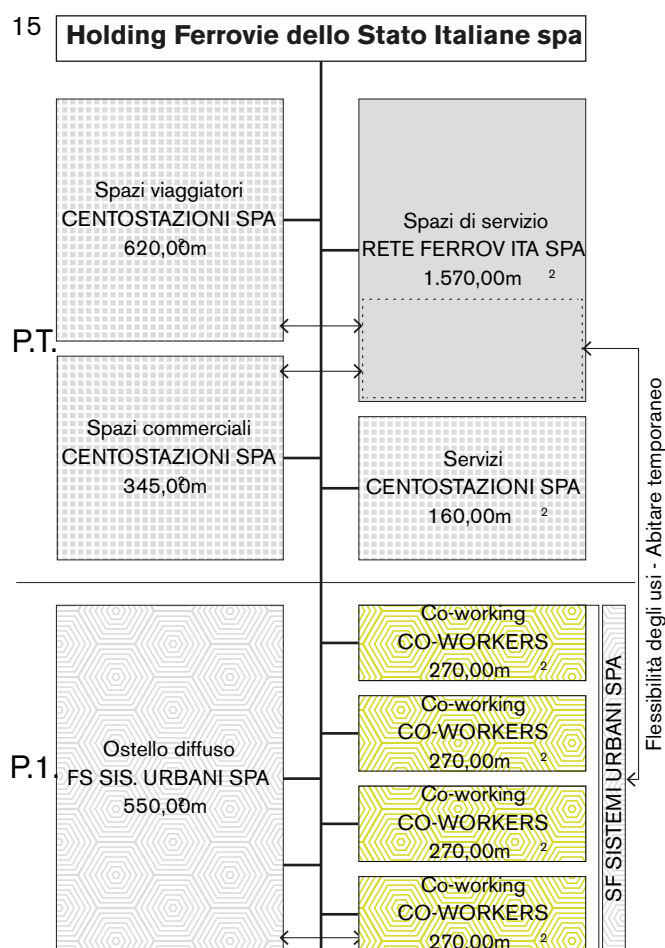 15
Holding Ferrovie dello Stato Italiane spa
Spazi viaggiatori
CENTOSTAZIONI SPA
620,00m²
Spazi di servizio
RETE FERROV ITA SPA
1.570,00m ²
P.T.
Spazi commerciali
CENTOSTAZIONI SPA
345,00m²
Servizi
CENTOSTAZIONI SPA
160,00m ²
Flessibilità degli usi - Abitare temporaneo
P.1.
Ostello diffuso
FS SIS. URBANI SPA
550,00m²
Co-working
CO-WORKERS
270,00m ²
Co-working
CO-WORKERS
270,00m ²
Co-working
CO-WORKERS
270,00m ²
Co-working
CO-WORKERS
270,00m ²
SF SISTEMI URBANI SPA